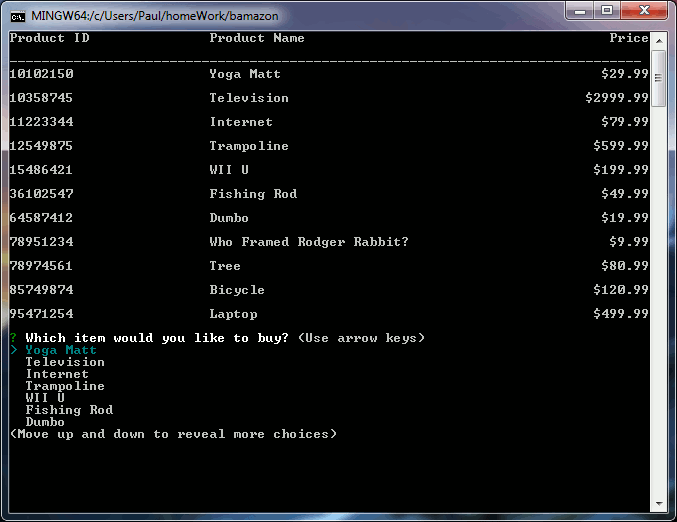 MINGW64:/c/Users/Paul/homeWork/bamazon
Product ID Product Name Price
10102150 Yoga Matt $29.99
10358745 Television $2999.99
11223344 Internet $79.99
12549875 Trampoline $599.99
15486421 WII U $199.99
36102547 Fishing Rod $49.99
64587412 Dumbo $19.99
78951234 Who Framed Rodger Rabbit? $9.99
78974561 Tree $80.99
85749874 Bicycle $120.99
95471254 Laptop $499.99
? Which item would you like to buy? (Use arrow keys)
> Yoga Matt
Television
Internet
Trampoline
WII U
Fishing Rod
Dumbo
(Move up and down to reveal more choices)